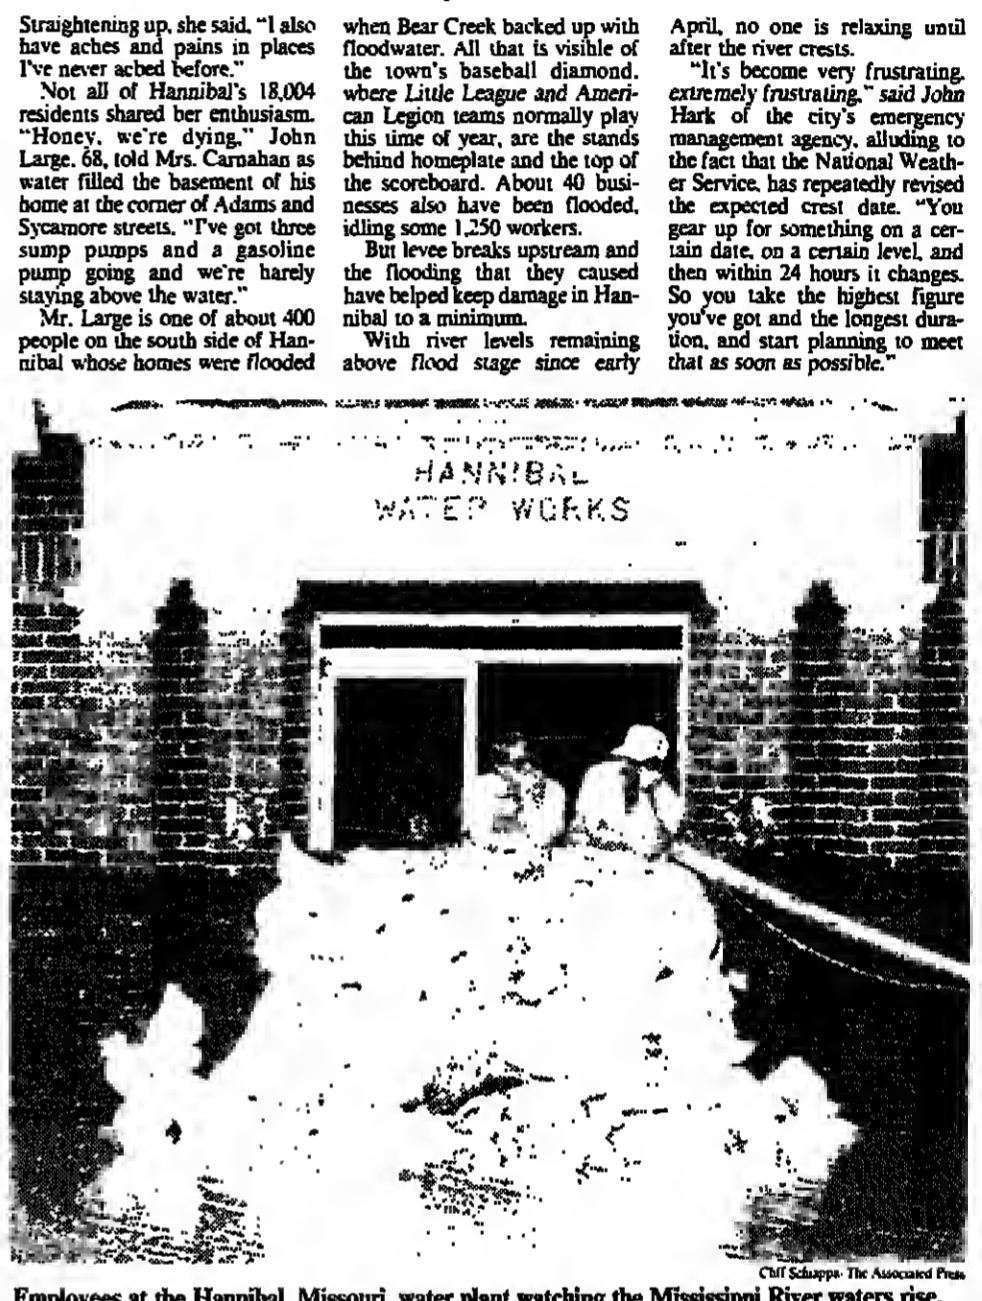 Straightening up, she said. "I also
have aches and pains in places
I've never acbed before."
Not all of Hannibal's 18,004
residents shared ber enthusiasm.
"Honey, we're dying," John
Large, 68, told Mrs. Carnahan as
water filled the basement of his
home at the corner of Adams and
Sycamore streets. "I've got three
sump pumps and a gasoline
pump going and we're barely
staying above the water."
Mr. Large is one of about 400
people on the south side of Han-
nibal whose homes were flooded
when Bear Creek backed up with
floodwater. All that is visible of
the town's baseball diamond,
where Little League and Ameri-
can Legion teams normally play
this time of year, are the stands
behind homeplate and the top of
the scoreboard. About 40 busi-
nesses also have been flooded,
idling some 1,250 workers.
But levee breaks upstream and
the flooding that they caused
have belped keep damage in Han-
nibal to a minimum.
With river levels remaining
above flood stage since early
April, no one is relaxing until
after the river crests.
"It's become very frustrating,
extremely frustrating," said John
Hark of the city's emergency
management agency, alluding to
the fact that the National Weath-
er Service, has repeatedly revised
the expected crest date. "You
gear up for something on a cer-
tain date, on a certain level, and
then within 24 hours it changes.
So you take the highest figure
you've got and the longest dura-
tion, and start planning to meet
that as soon as possible."
HANNIBAL
WATER WORKS
Cliff Schiappa. The Associated Press
Employees at the Hannibal, Missouri, water plant watching the Mississippi River waters rise.